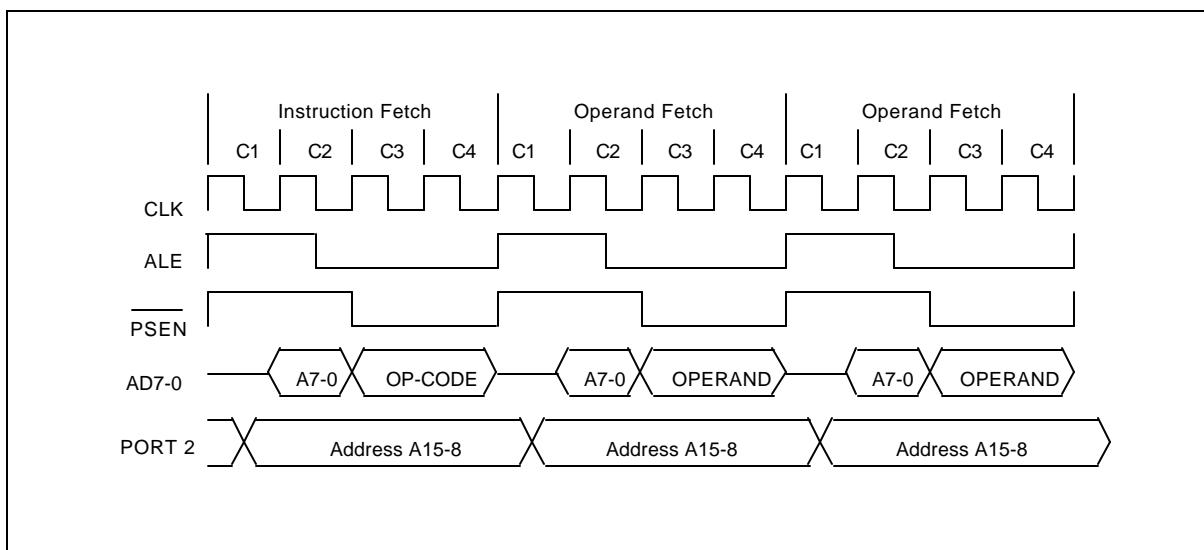 Instruction Fetch Operand Fetch Operand Fetch
C1 C2 C3 C4 C1 C2 C3 C4 C1 C2 C3 C4
CLK
ALE
PSEN
AD7-0 A7-0 OP-CODE A7-0 OPERAND A7-0 OPERAND
PORT 2 Address A15-8 Address A15-8 Address A15-8